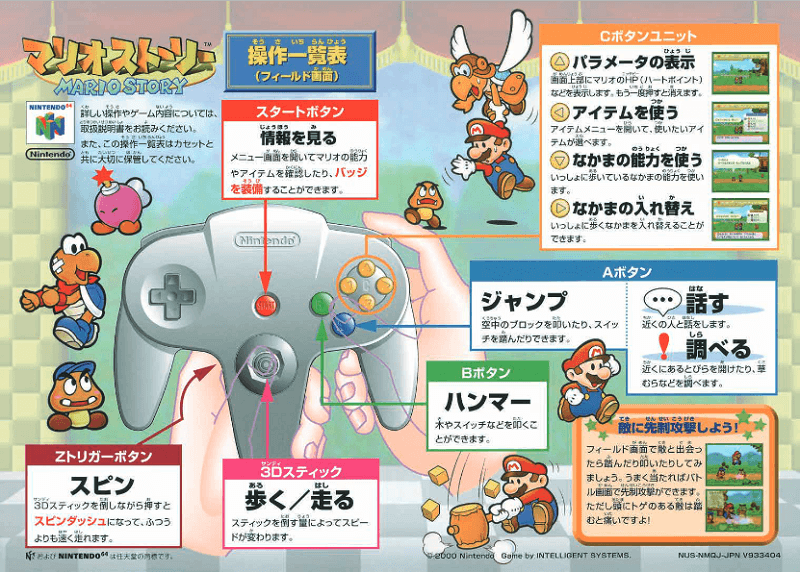 マリオストーリー
MARIO STORY
操作一覧表
(フィールド画面)
NINTENDO 64
Nintendo
詳しい操作やゲーム内容については、
取扱説明書をお読みください。
また、この操作一覧表はカセットと
共に大切に保管してください。
スタートボタン
情報を見る
メニュー画面を開いてマリオの能力
やアイテムを確認したり、バッジ
を装備することができます。
Cボタンユニット
パラメータの表示
画面上部にマリオのHP(ハートポイント)
などを表示します。もう一度押すと消えます。
アイテムを使う
アイテムメニューを開いて、使いたいアイ
テムが選べます。
なかまの能力を使う
いっしょに歩いているなかまの能力を使い
ます。
なかまの入れ替え
いっしょに歩くなかまを入れ替えることが
できます。
Nintendo
START
Aボタン
ジャンプ
空中のブロックを叩いたり、スイッ
チを踏んだりできます。
話す
近くの人と話をします。
調べる
近くにあるとびらを開けたり、草
むらなどを調べます。
Bボタン
ハンマー
木やスイッチなどを叩くこ
とができます。
Zトリガーボタン
スピン
3Dスティックを倒しながら押すと
スピンダッシュになって、ふつう
よりも速く走れます。
3Dスティック
歩く/走る
スティックを倒す量によってスピー
ドが変わります。
敵に先制攻撃しよう!
フィールド画面で敵と出会っ
たら踏んだり叩いたりしてみ
ましょう。うまく当たればバト
ル画面で先制攻撃ができます。
ただし頭にトゲのある敵は踏
むと痛いですよ!
および NINTENDO64 は任天堂の商標です。
© 2000 Nintendo Game by INTELLIGENT SYSTEMS.
NUS-NMQJ-JPN V933404